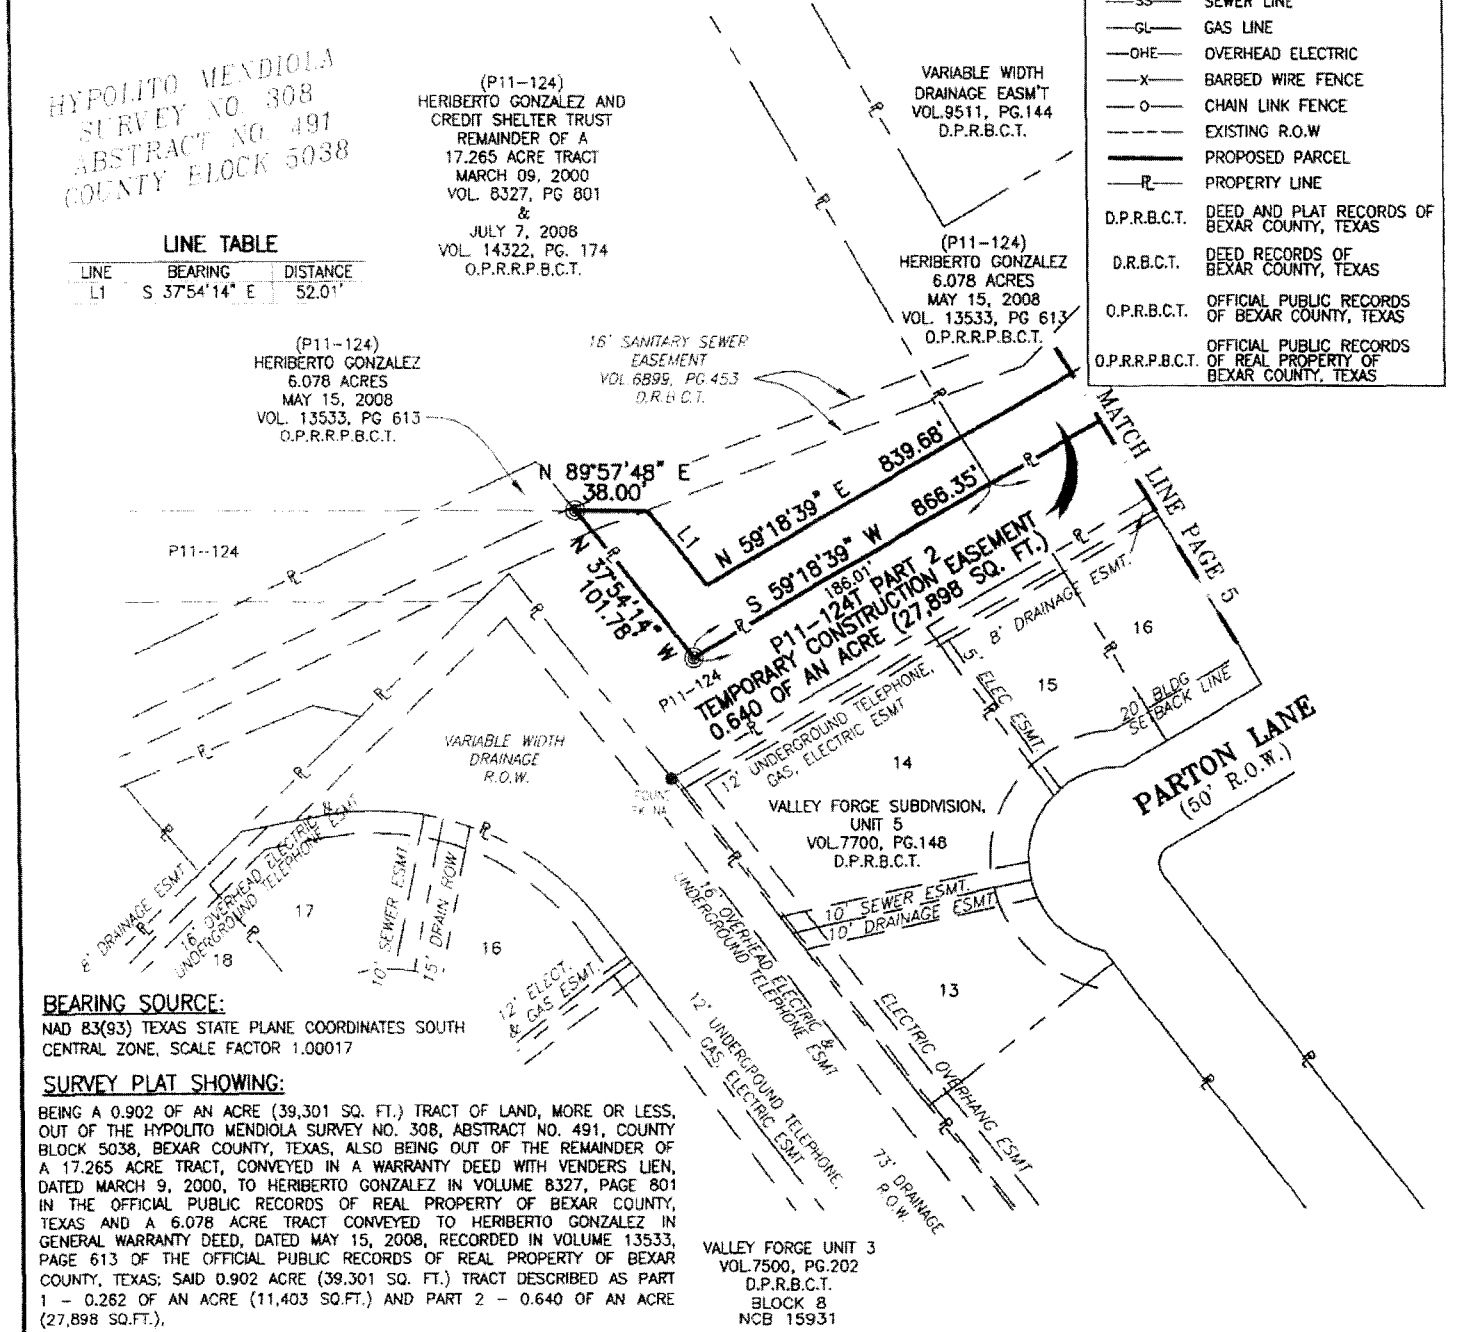 HYPOLITO MENDIOLA
SURVEY NO. 308
ABSTRACT NO. 491
COUNTY BLOCK 5038
(P11-124)
HERIBERTO GONZALEZ AND
CREDIT SHELTER TRUST
REMAINDER OF A
17.265 ACRE TRACT
MARCH 09, 2000
VOL. 8327, PG 801
&
JULY 7, 2008
VOL. 14322, PG. 174
O.P.R.R.P.B.C.T.
VARIABLE WIDTH
DRAINAGE EASM'T
VOL.9511, PG.144
D.P.R.B.C.T.
SS SEWER LINE
GL GAS LINE
OHE OVERHEAD ELECTRIC
X BARBED WIRE FENCE
O CHAIN LINK FENCE
EXISTING R.O.W
PROPOSED PARCEL
PL PROPERTY LINE
D.P.R.B.C.T. DEED AND PLAT RECORDS OF
BEXAR COUNTY, TEXAS
D.R.B.C.T. DEED RECORDS OF
BEXAR COUNTY, TEXAS
O.P.R.B.C.T. OFFICIAL PUBLIC RECORDS
OF BEXAR COUNTY, TEXAS
O.P.R.R.P.B.C.T. OFFICIAL PUBLIC RECORDS
OF REAL PROPERTY OF
BEXAR COUNTY, TEXAS
LINE TABLE
LINE BEARING DISTANCE
L1 S 37°54'14" E 52.01'
(P11-124)
HERIBERTO GONZALEZ
6.078 ACRES
MAY 15, 2008
VOL. 13533, PG 613
O.P.R.R.P.B.C.T.
(P11-124)
HERIBERTO GONZALEZ
6.078 ACRES
MAY 15, 2008
VOL. 13533, PG 613
O.P.R.R.P.B.C.T.
16' SANITARY SEWER
EASEMENT
VOL.6899, PG.453
D.R.B.C.T.
MATCH LINE PAGE 5
N 89°57'48" E
38.00'
L1
N 59°18'39" E 839.68'
S 59°18'39" W 868.35'
186.01'
N 37°54'14" W
101.78'
P11-124T PART 2
TEMPORARY CONSTRUCTION EASEMENT
0.640 OF AN ACRE (27,898 SQ. FT.)
P11--124
P11-124
8' DRAINAGE ESMT.
5' ELEC ESMT.
16
15
20' BLDG
SETBACK LINE
PARTON LANE
(50' R.O.W.)
12' UNDERGROUND TELEPHONE,
GAS, ELECTRIC ESMT
14
VARIABLE WIDTH
DRAINAGE
R.O.W.
VALLEY FORGE SUBDIVISION,
UNIT 5
VOL.7700, PG.148
D.P.R.B.C.T.
8' DRAINAGE ESMT
16' OVERHEAD ELECTRIC &
UNDERGROUND TELEPHONE ESMT
18
17
10' SEWER ESMT
15' DRAIN ROW
16
12' ELECT.
& GAS ESMT.
16' OVERHEAD ELECTRIC &
UNDERGROUND TELEPHONE ESMT
10' SEWER ESMT.
10' DRAINAGE ESMT.
13
ELECTRIC OVERHANG ESMT
12' UNDERGROUND TELEPHONE,
GAS, ELECTRIC ESMT
73' DRAINAGE
R.O.W.
BEARING SOURCE:
NAD 83(93) TEXAS STATE PLANE COORDINATES SOUTH
CENTRAL ZONE, SCALE FACTOR 1.00017
SURVEY PLAT SHOWING:
BEING A 0.902 OF AN ACRE (39,301 SQ. FT.) TRACT OF LAND, MORE OR LESS,
OUT OF THE HYPOLITO MENDIOLA SURVEY NO. 308, ABSTRACT NO. 491, COUNTY
BLOCK 5038, BEXAR COUNTY, TEXAS, ALSO BEING OUT OF THE REMAINDER OF
A 17.265 ACRE TRACT, CONVEYED IN A WARRANTY DEED WITH VENDERS LIEN,
DATED MARCH 9, 2000, TO HERIBERTO GONZALEZ IN VOLUME 8327, PAGE 801
IN THE OFFICIAL PUBLIC RECORDS OF REAL PROPERTY OF BEXAR COUNTY,
TEXAS AND A 6.078 ACRE TRACT CONVEYED TO HERIBERTO GONZALEZ IN
GENERAL WARRANTY DEED, DATED MAY 15, 2008, RECORDED IN VOLUME 13533,
PAGE 613 OF THE OFFICIAL PUBLIC RECORDS OF REAL PROPERTY OF BEXAR
COUNTY, TEXAS; SAID 0.902 ACRE (39,301 SQ. FT.) TRACT DESCRIBED AS PART
1 - 0.262 OF AN ACRE (11,403 SQ.FT.) AND PART 2 - 0.640 OF AN ACRE
(27,898 SQ.FT.),
VALLEY FORGE UNIT 3
VOL.7500, PG.202
D.P.R.B.C.T.
BLOCK 8
NCB 15931